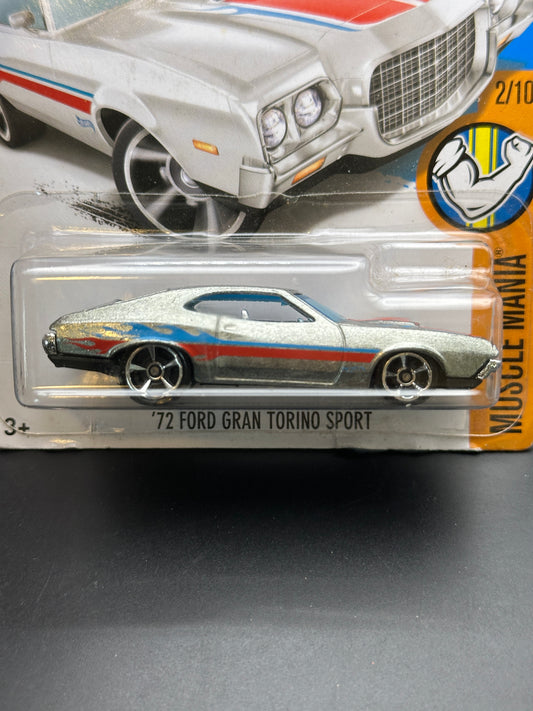 2/10
MUSCLE MANIA®
'72 FORD GRAN TORINO SPORT
3+